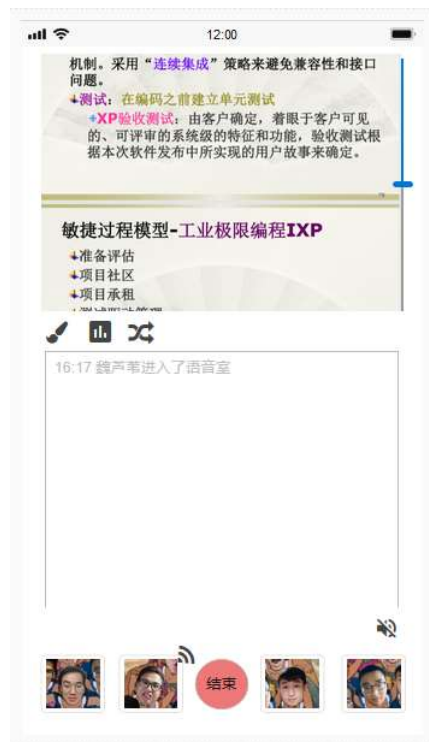 12:00
机制。采用“连续集成”策略来避免兼容性和接口
问题。
测试：在编码之前建立单元测试
XP验收测试：由客户确定，着眼于客户可见
的、可评审的系统级的特征和功能，验收测试根
据本次软件发布中所实现的用户故事来确定。
敏捷过程模型-工业极限编程IXP
准备评估
项目社区
项目承租
测试驱动管理
16:17 魏芦苇进入了语音室
结束